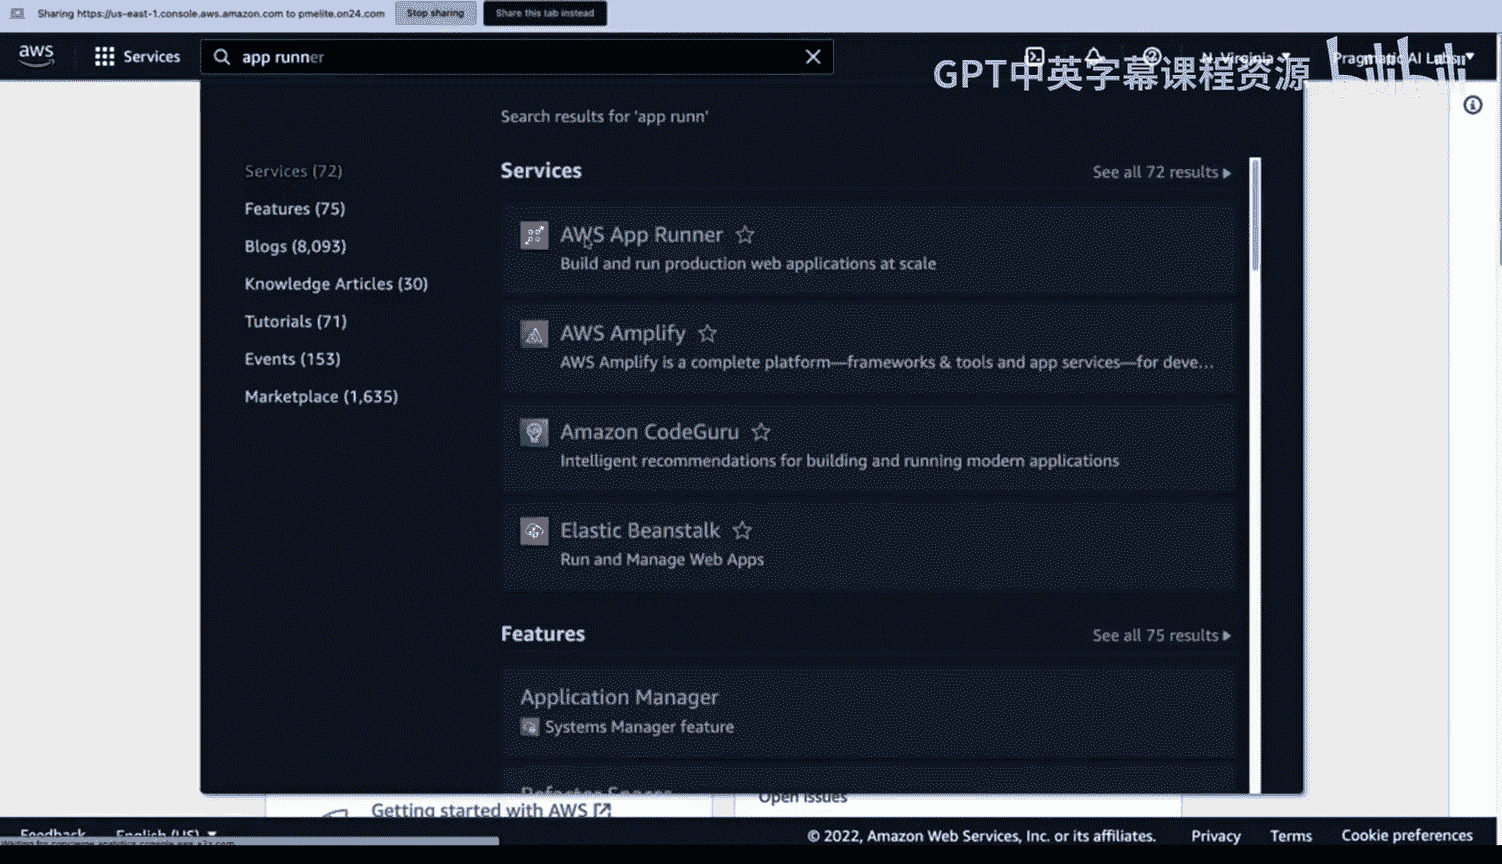 Sharing https://us-east-1.console.aws.amazon.com to pmelite.on24.com Stop sharing Share this tab instead
aws Services app runner N. Virginia Pragmatic AI Labs
GPT中英字幕课程资源 bilibili
Search results for 'app runn'
Services (72)
Features (75)
Blogs (8,093)
Knowledge Articles (30)
Tutorials (71)
Events (153)
Marketplace (1,635)
Services See all 72 results
AWS App Runner
Build and run production web applications at scale
AWS Amplify
AWS Amplify is a complete platform—frameworks & tools and app services—for deve...
Amazon CodeGuru
Intelligent recommendations for building and running modern applications
Elastic Beanstalk
Run and Manage Web Apps
Features See all 75 results
Application Manager
Systems Manager feature
Refactor Spaces
Getting started with AWS
Open issues
Feedback English (US) © 2022, Amazon Web Services, Inc. or its affiliates. Privacy Terms Cookie preferences